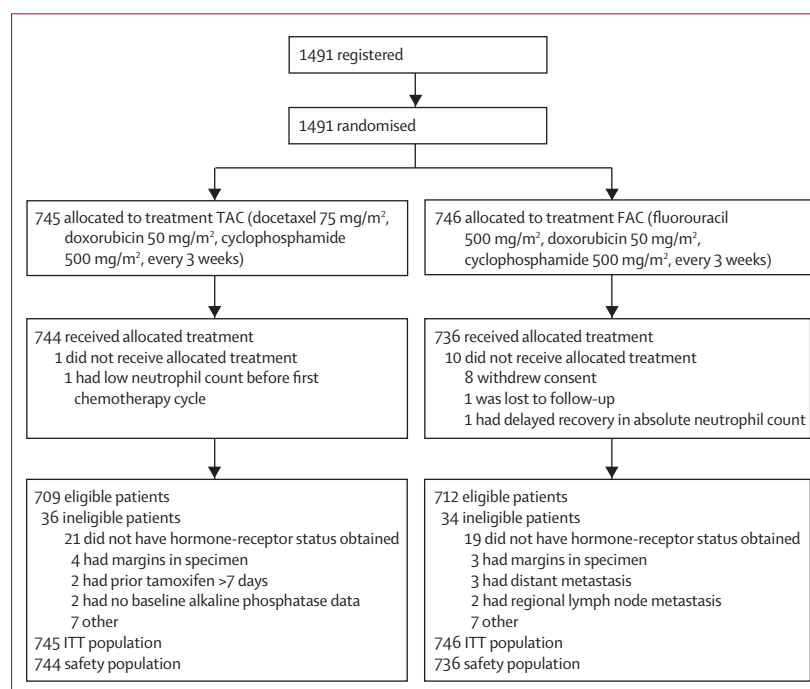 1491 registered
1491 randomised
745 allocated to treatment TAC (docetaxel 75 mg/m²,
doxorubicin 50 mg/m², cyclophosphamide
500 mg/m², every 3 weeks)
746 allocated to treatment FAC (fluorouracil
500 mg/m², doxorubicin 50 mg/m²,
cyclophosphamide 500 mg/m², every 3 weeks)
744 received allocated treatment
1 did not receive allocated treatment
1 had low neutrophil count before first
chemotherapy cycle
736 received allocated treatment
10 did not receive allocated treatment
8 withdrew consent
1 was lost to follow-up
1 had delayed recovery in absolute neutrophil count
709 eligible patients
36 ineligible patients
21 did not have hormone-receptor status obtained
4 had margins in specimen
2 had prior tamoxifen >7 days
2 had no baseline alkaline phosphatase data
7 other
745 ITT population
744 safety population
712 eligible patients
34 ineligible patients
19 did not have hormone-receptor status obtained
3 had margins in specimen
3 had distant metastasis
2 had regional lymph node metastasis
7 other
746 ITT population
736 safety population